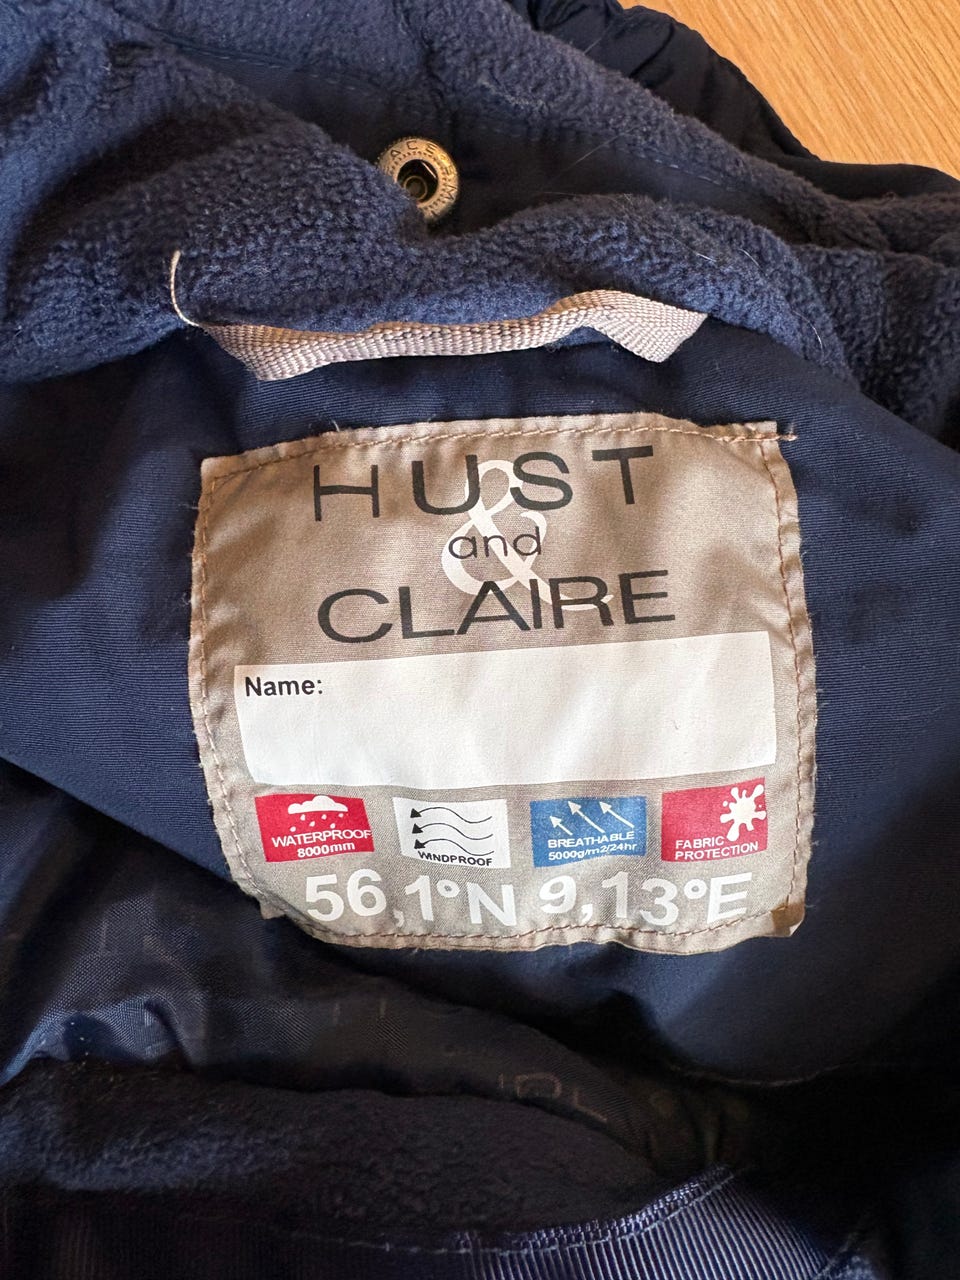 HUST
&
and
CLAIRE
Name:
WATERPROOF
8000mm
WINDPROOF
BREATHABLE
5000g/m2/24hr
FABRIC
PROTECTION
56,1°N 9,13°E